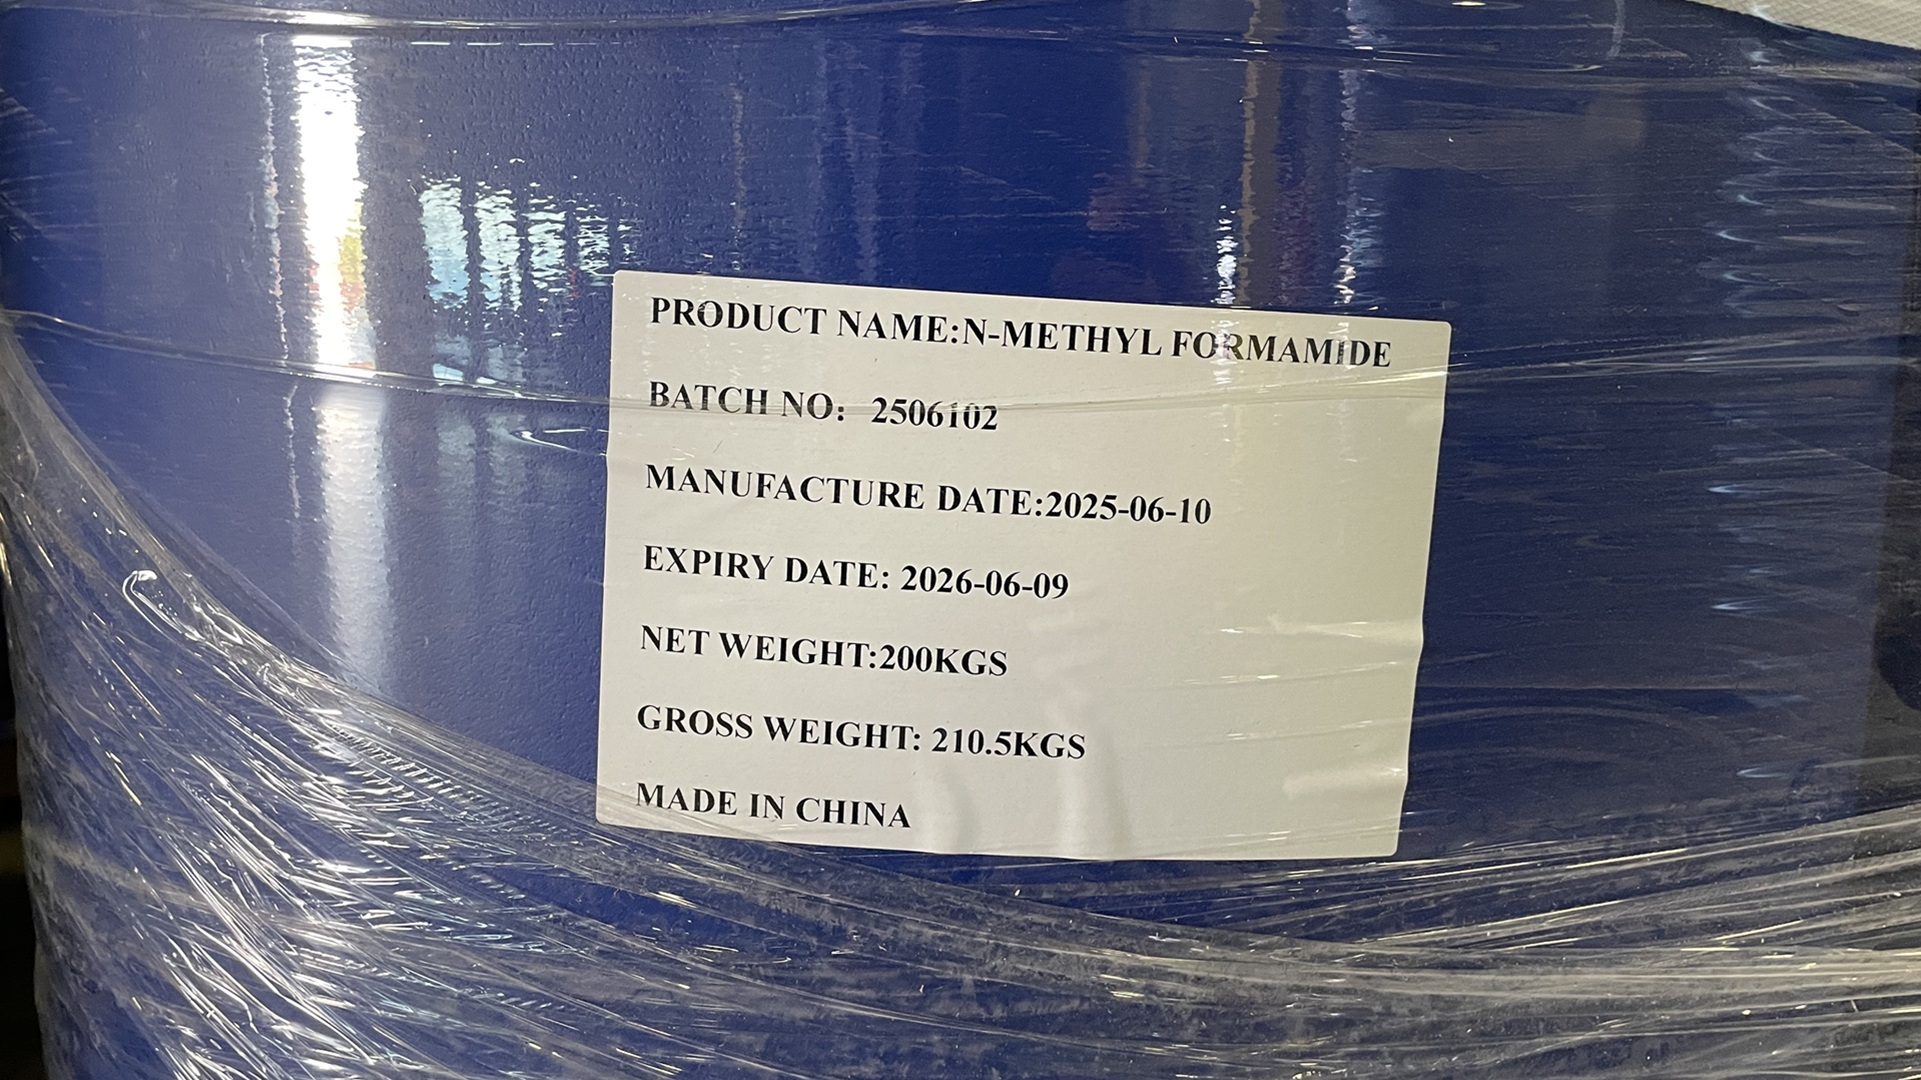 PRODUCT NAME:N-METHYL FORMAMIDE
BATCH NO: 2506102
MANUFACTURE DATE:2025-06-10
EXPIRY DATE: 2026-06-09
NET WEIGHT:200KGS
GROSS WEIGHT: 210.5KGS
MADE IN CHINA